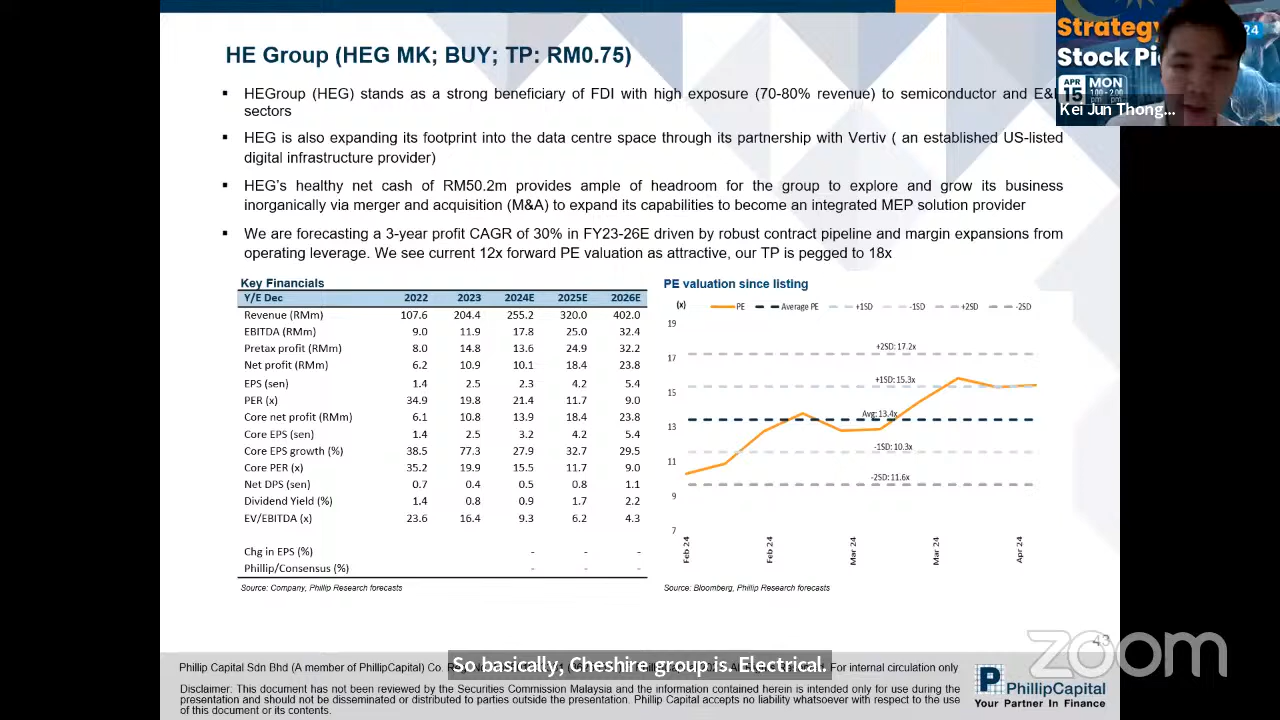 HE Group (HEG MK; BUY; TP: RM0.75)
▪ HEGroup (HEG) stands as a strong beneficiary of FDI with high exposure (70-80% revenue) to semiconductor and E&
sectors
▪ HEG is also expanding its footprint into the data centre space through its partnership with Vertiv ( an established US-listed
digital infrastructure provider)
▪ HEG's healthy net cash of RM50.2m provides ample of headroom for the group to explore and grow its business
inorganically via merger and acquisition (M&A) to expand its capabilities to become an integrated MEP solution provider
▪ We are forecasting a 3-year profit CAGR of 30% in FY23-26E driven by robust contract pipeline and margin expansions from
operating leverage. We see current 12x forward PE valuation as attractive, our TP is pegged to 18x
Strategy
24
Stock Pi
APR
15
MON
1:00 - 2:00
pm pm
Kei Jun Thong...
Key Financials
Y/E Dec 2022 2023 2024E 2025E 2026E
Revenue (RMm) 107.6 204.4 255.2 320.0 402.0
EBITDA (RMm) 9.0 11.9 17.8 25.0 32.4
Pretax profit (RMm) 8.0 14.8 13.6 24.9 32.2
Net profit (RMm) 6.2 10.9 10.1 18.4 23.8
EPS (sen) 1.4 2.5 2.3 4.2 5.4
PER (x) 34.9 19.8 21.4 11.7 9.0
Core net profit (RMm) 6.1 10.8 13.9 18.4 23.8
Core EPS (sen) 1.4 2.5 3.2 4.2 5.4
Core EPS growth (%) 38.5 77.3 27.9 32.7 29.5
Core PER (x) 35.2 19.9 15.5 11.7 9.0
Net DPS (sen) 0.7 0.4 0.5 0.8 1.1
Dividend Yield (%) 1.4 0.8 0.9 1.7 2.2
EV/EBITDA (x) 23.6 16.4 9.3 6.2 4.3
Chg in EPS (%) - - -
Phillip/Consensus (%) - - -
Source: Company, Phillip Research forecasts
PE valuation since listing
(x) PE Average PE +1SD -1SD +2SD -2SD
19
17
15
13
11
9
7
+2SD: 17.2x
+1SD: 15.3x
Avg: 13.4x
-1SD: 10.3x
-2SD: 11.6x
Feb 24 Feb 24 Mar 24 Mar 24 Apr 24
Source: Bloomberg, Phillip Research forecasts
43
zoom
Phillip Capital Sdn Bhd (A member of PhillipCapital) Co. For internal circulation only
So basically, Cheshire group is. Electrical.
Disclaimer: This document has not been reviewed by the Securities Commission Malaysia and the information contained herein is intended only for use during the
presentation and should not be disseminated or distributed to parties outside the presentation. Phillip Capital accepts no liability whatsoever with respect to the use
of this document or its contents.
PhillipCapital
Your Partner In Finance